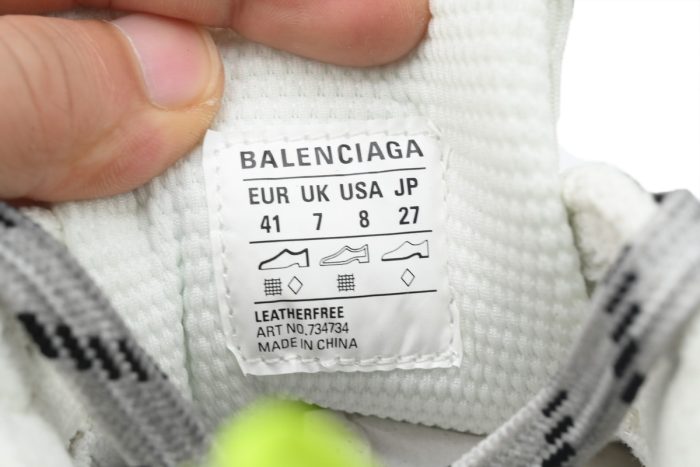 BALENCIAGA
EUR UK USA JP
41 7 8 27
LEATHERFREE
ART NO.734734
MADE IN CHINA